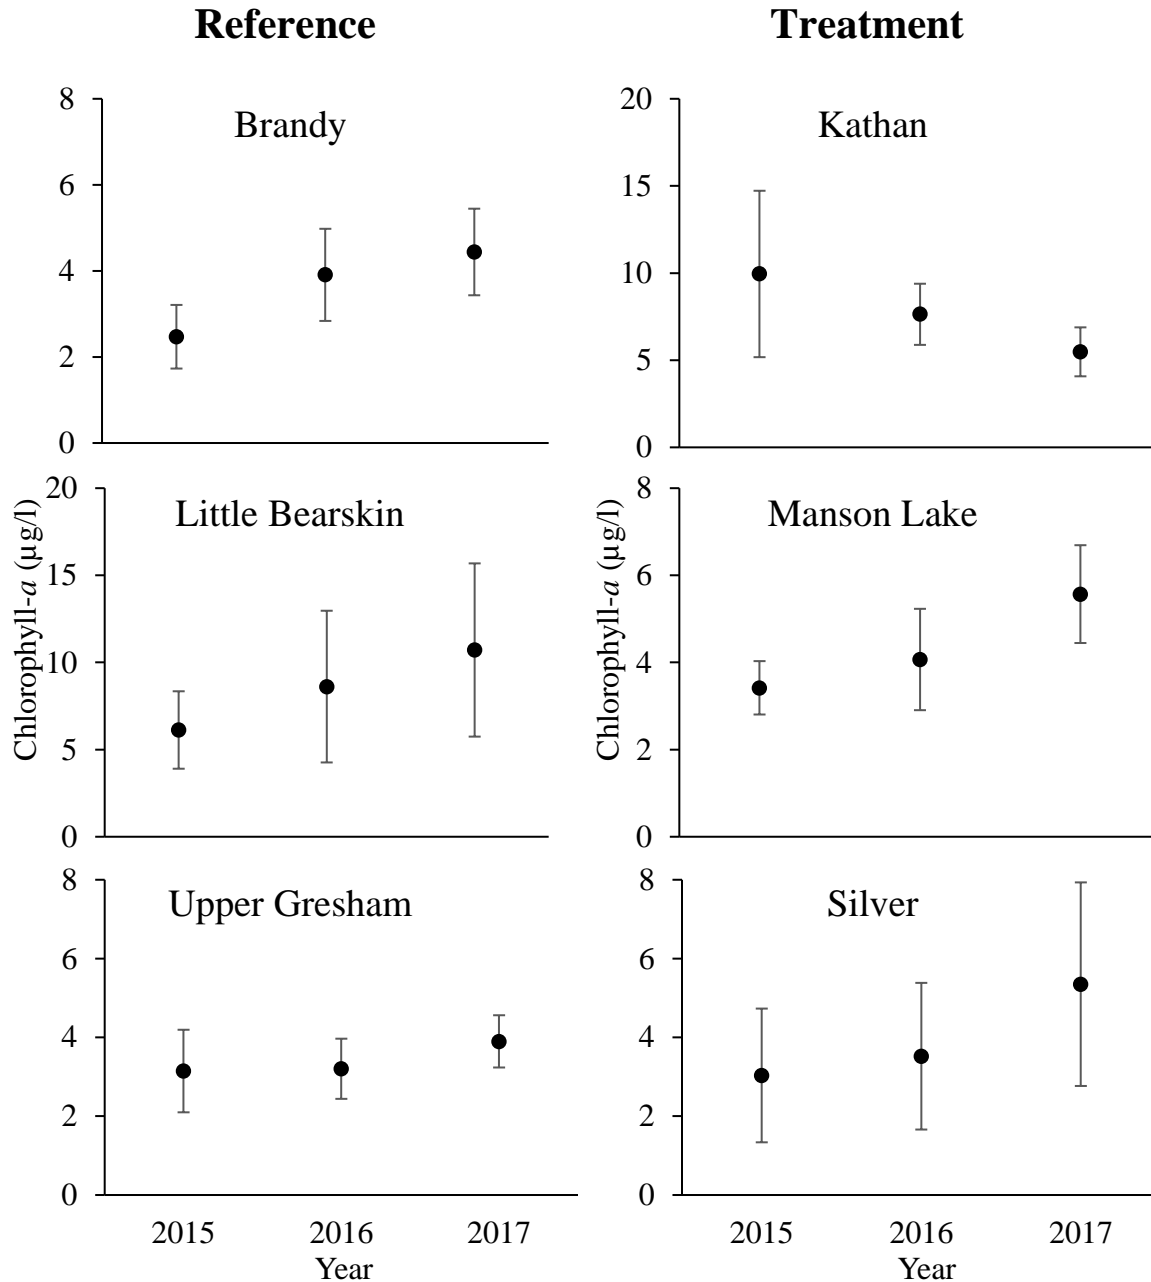 Reference
Treatment
Brandy
8
6
4
2
0
Kathan
20
15
10
5
0
Chlorophyll-a (µg/l)
Little Bearskin
20
15
10
5
0
Chlorophyll-a (µg/l)
Manson Lake
8
6
4
2
0
Upper Gresham
8
6
4
2
0
2015 2016 2017
Year
Silver
8
6
4
2
0
2015 2016 2017
Year